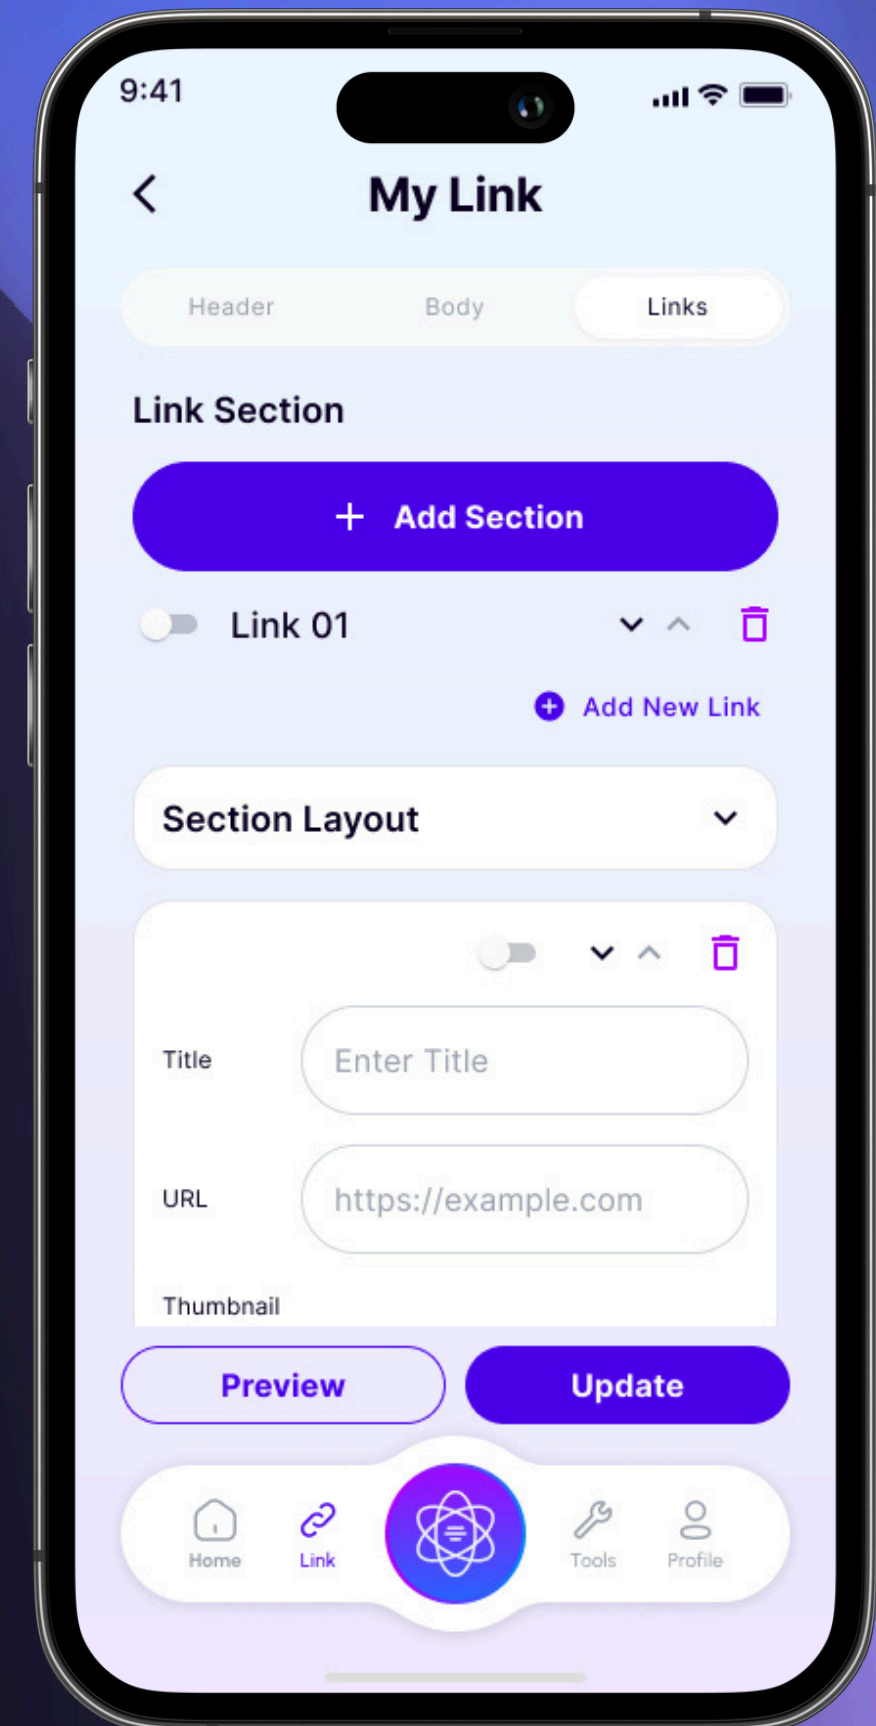 9:41
My Link
Header Body Links
Link Section
+ Add Section
Link 01
Add New Link
Section Layout
Title Enter Title
URL https://example.com
Thumbnail
Preview Update
Home Link Tools Profile